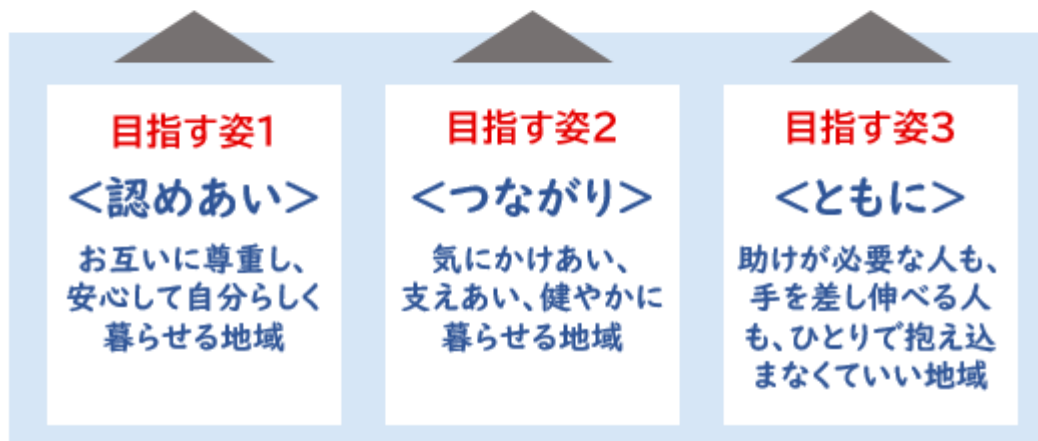 目指す姿1
<認めあい>
お互いに尊重し、
安心して自分らしく
暮らせる地域
目指す姿2
<つながり>
気にかけあい、
支えあい、健やかに
暮らせる地域
目指す姿3
<ともに>
助けが必要な人も、
手を差し伸べる人
も、ひとりで抱え込
まなくていい地域